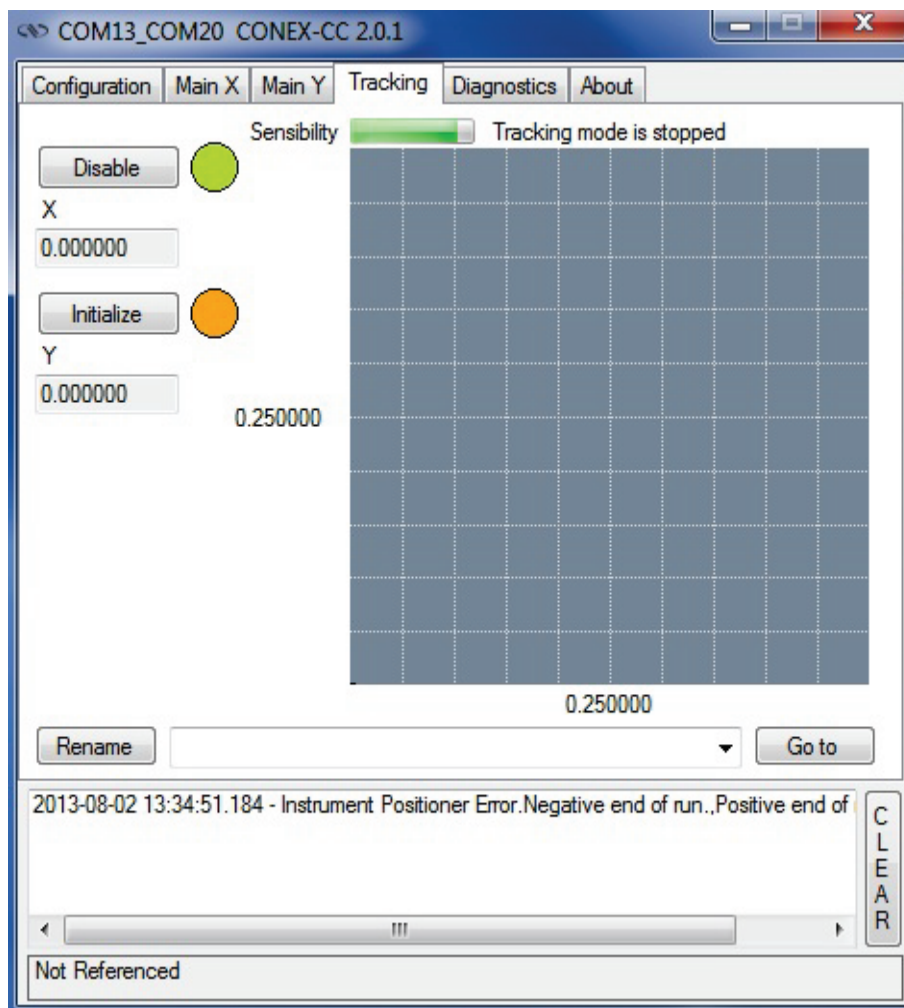 COM13_COM20 CONEX-CC 2.0.1
Configuration Main X Main Y Tracking Diagnostics About
Sensibility Tracking mode is stopped
Disable
X
0.000000
Initialize
Y
0.000000
0.250000
0.250000
Rename Go to
2013-08-02 13:34:51.184 - Instrument Positioner Error.Negative end of run.,Positive end of
CLEAR
Not Referenced